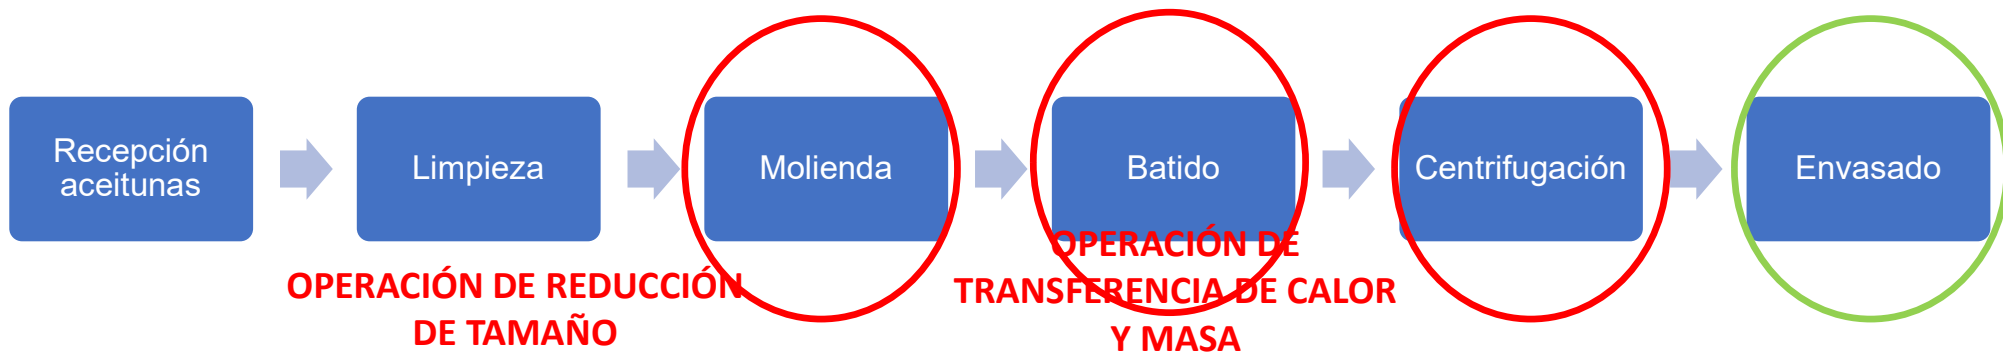 Recepción
aceitunas
Limpieza
Molienda
Batido
Centrifugación
Envasado
OPERACIÓN DE REDUCCIÓN
DE TAMAÑO
OPERACIÓN DE
TRANSFERENCIA DE CALOR
Y MASA